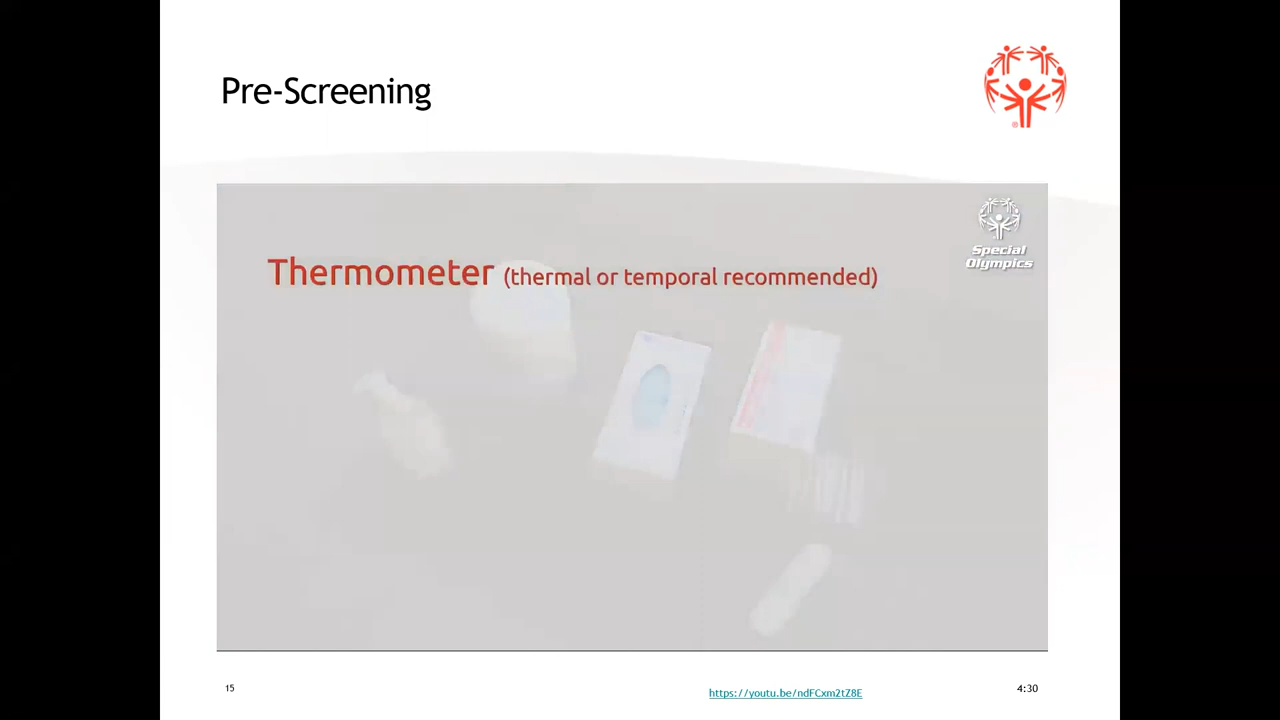 Pre-Screening
®
Special
Olympics
Thermometer (thermal or temporal recommended)
15
https://youtu.be/ndFCxm2tZ8E
4:30